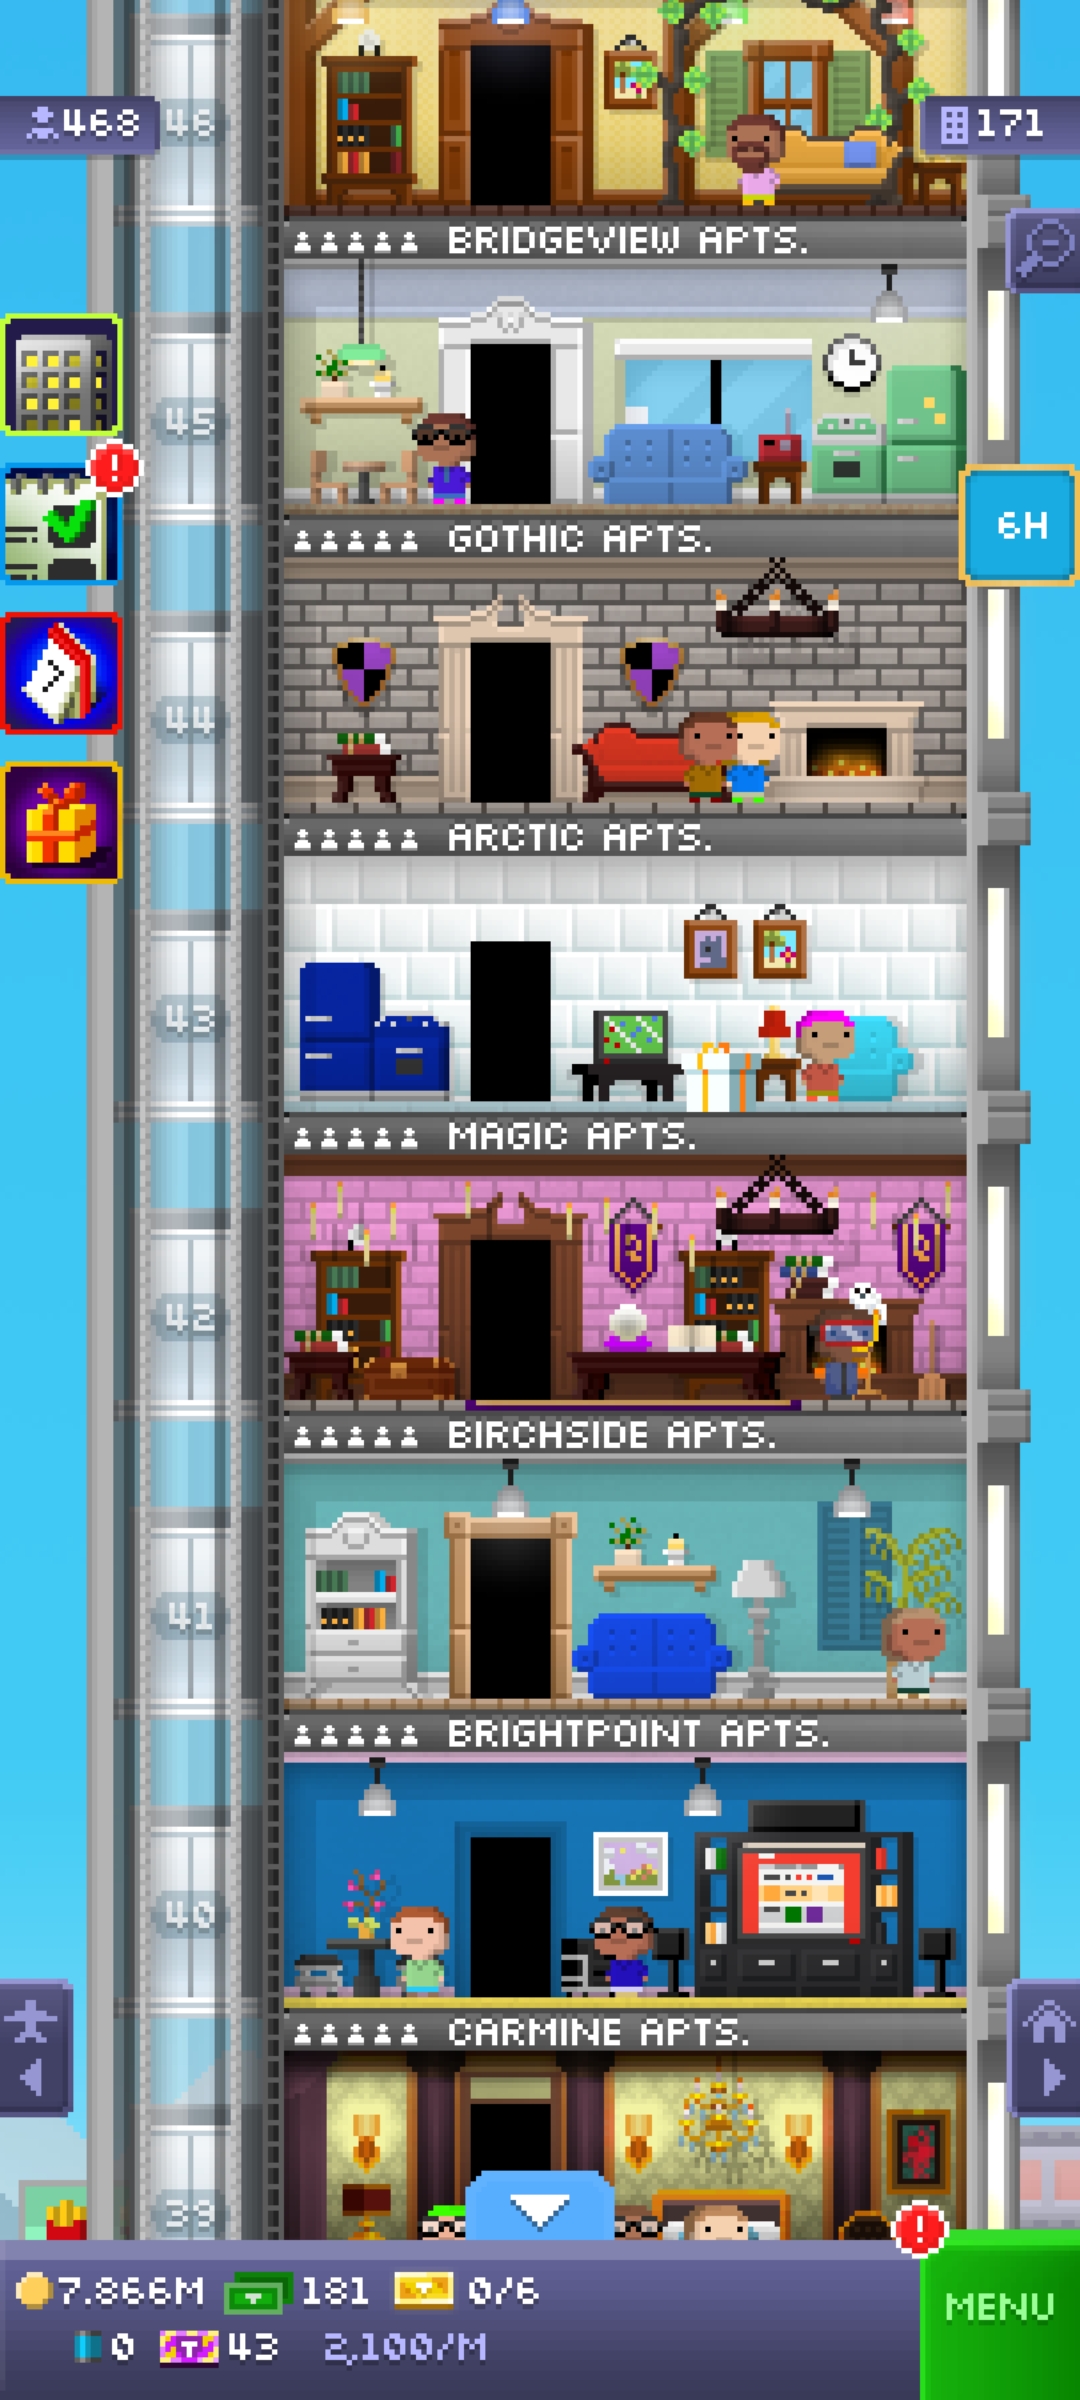 468
46
171
BRIDGEVIEW APTS.
45
GOTHIC APTS.
6H
44
ARCTIC APTS.
43
MAGIC APTS.
42
BIRCHSIDE APTS.
41
BRIGHTPOINT APTS.
40
CARMINE APTS.
39
7.866M 181 0/6
0 43 2,100/M
MENU